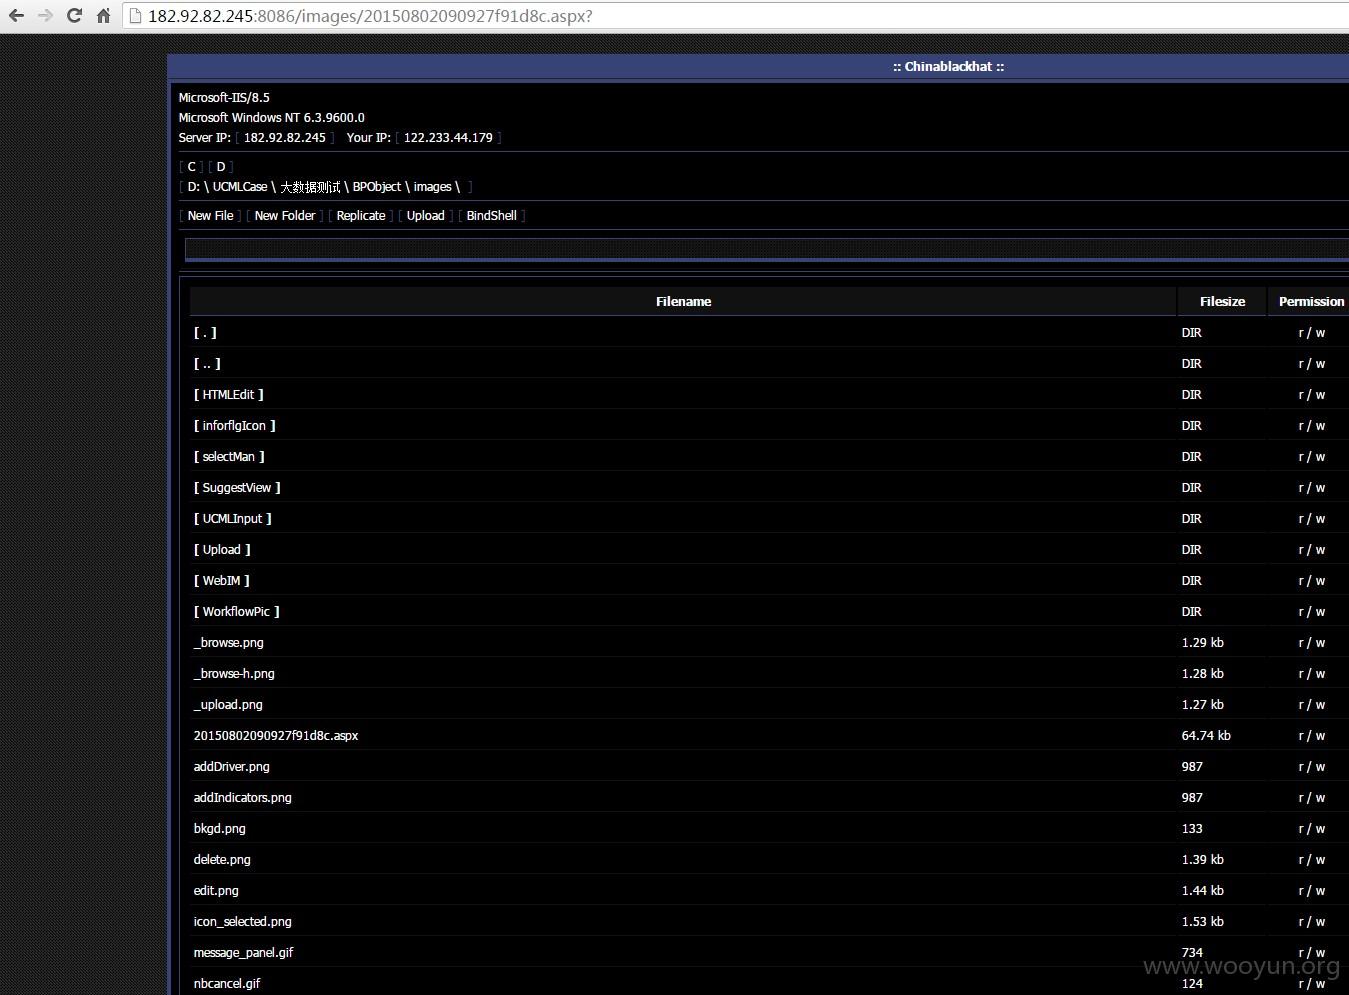 182.92.82.245:8086/images/20150802090927f91d8c.aspx?
:: Chinablackhat ::
Microsoft-IIS/8.5
Microsoft Windows NT 6.3.9600.0
Server IP: [ 182.92.82.245 ] Your IP: [ 122.233.44.179 ]
[ C ] [ D ]
[ D: \ UCMLCase \ 大数据测试 \ BPObject \ images \ ]
[ New File ] [ New Folder ] [ Replicate ] [ Upload ] [ BindShell ]
Filename Filesize Permission
[ . ] DIR r / w
[ .. ] DIR r / w
[ HTMLEdit ] DIR r / w
[ inforflgIcon ] DIR r / w
[ selectMan ] DIR r / w
[ SuggestView ] DIR r / w
[ UCMLInput ] DIR r / w
[ Upload ] DIR r / w
[ WebIM ] DIR r / w
[ WorkflowPic ] DIR r / w
_browse.png 1.29 kb r / w
_browse-h.png 1.28 kb r / w
_upload.png 1.27 kb r / w
20150802090927f91d8c.aspx 64.74 kb r / w
addDriver.png 987 r / w
addIndicators.png 987 r / w
bkgd.png 133 r / w
delete.png 1.39 kb r / w
edit.png 1.44 kb r / w
icon_selected.png 1.53 kb r / w
message_panel.gif 734 r / w
www.wooyun.org
nbcancel.gif 124 r / w